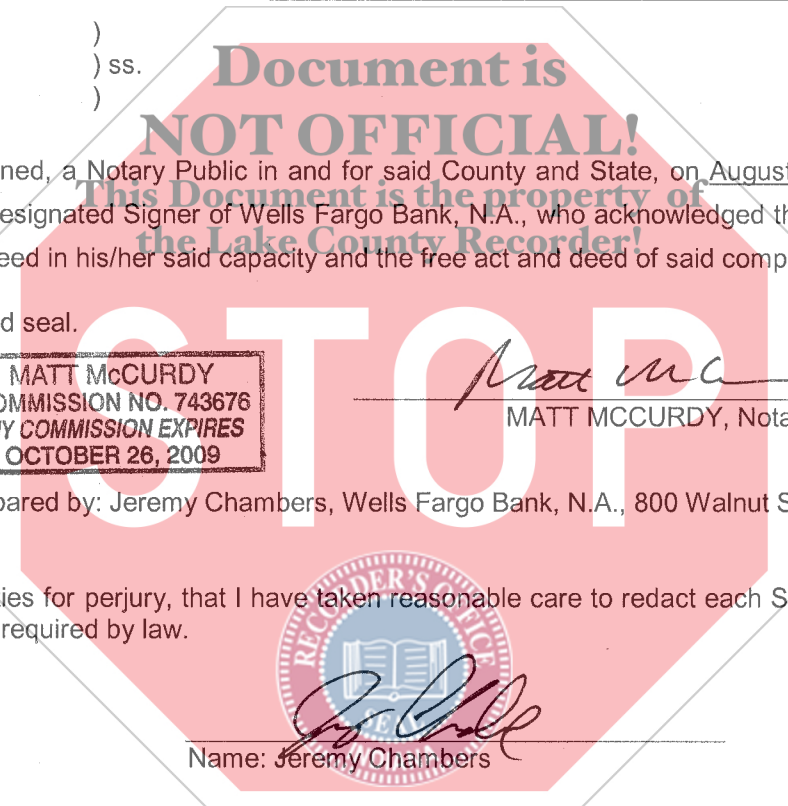 )
) ss.
)
Document is
NOT OFFICIAL!
ned, a Notary Public in and for said County and State, on August
This Document is the property of
esignated Signer of Wells Fargo Bank, N.A., who acknowledged th
the Lake County Recorder!
eed in his/her said capacity and the free act and deed of said comp
d seal.
STOP
MATT McCURDY
OMMISSION NO. 743676
Y COMMISSION EXPIRES
OCTOBER 26, 2009
MATT MCCURDY, Nota
pared by: Jeremy Chambers, Wells Fargo Bank, N.A., 800 Walnut S
ies for perjury, that I have taken reasonable care to redact each S
required by law.
RECORDER'S OFFICE
SEAL
INDIANA
Name: Jeremy Chambers